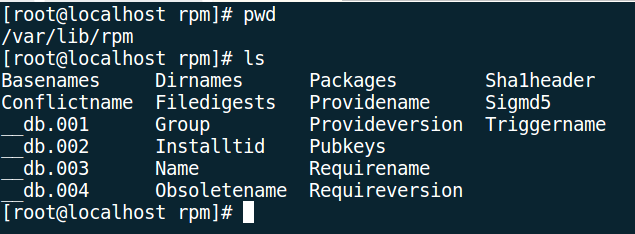 [root@localhost rpm]# pwd
/var/lib/rpm
[root@localhost rpm]# ls
Basenames     Dirnames      Packages        Sha1header
Conflictname  Filedigests   Providename     Sigmd5
__db.001      Group         Provideversion  Triggername
__db.002      Installtid    Pubkeys
__db.003      Name          Requirename
__db.004      Obsoletename  Requireversion
[root@localhost rpm]#